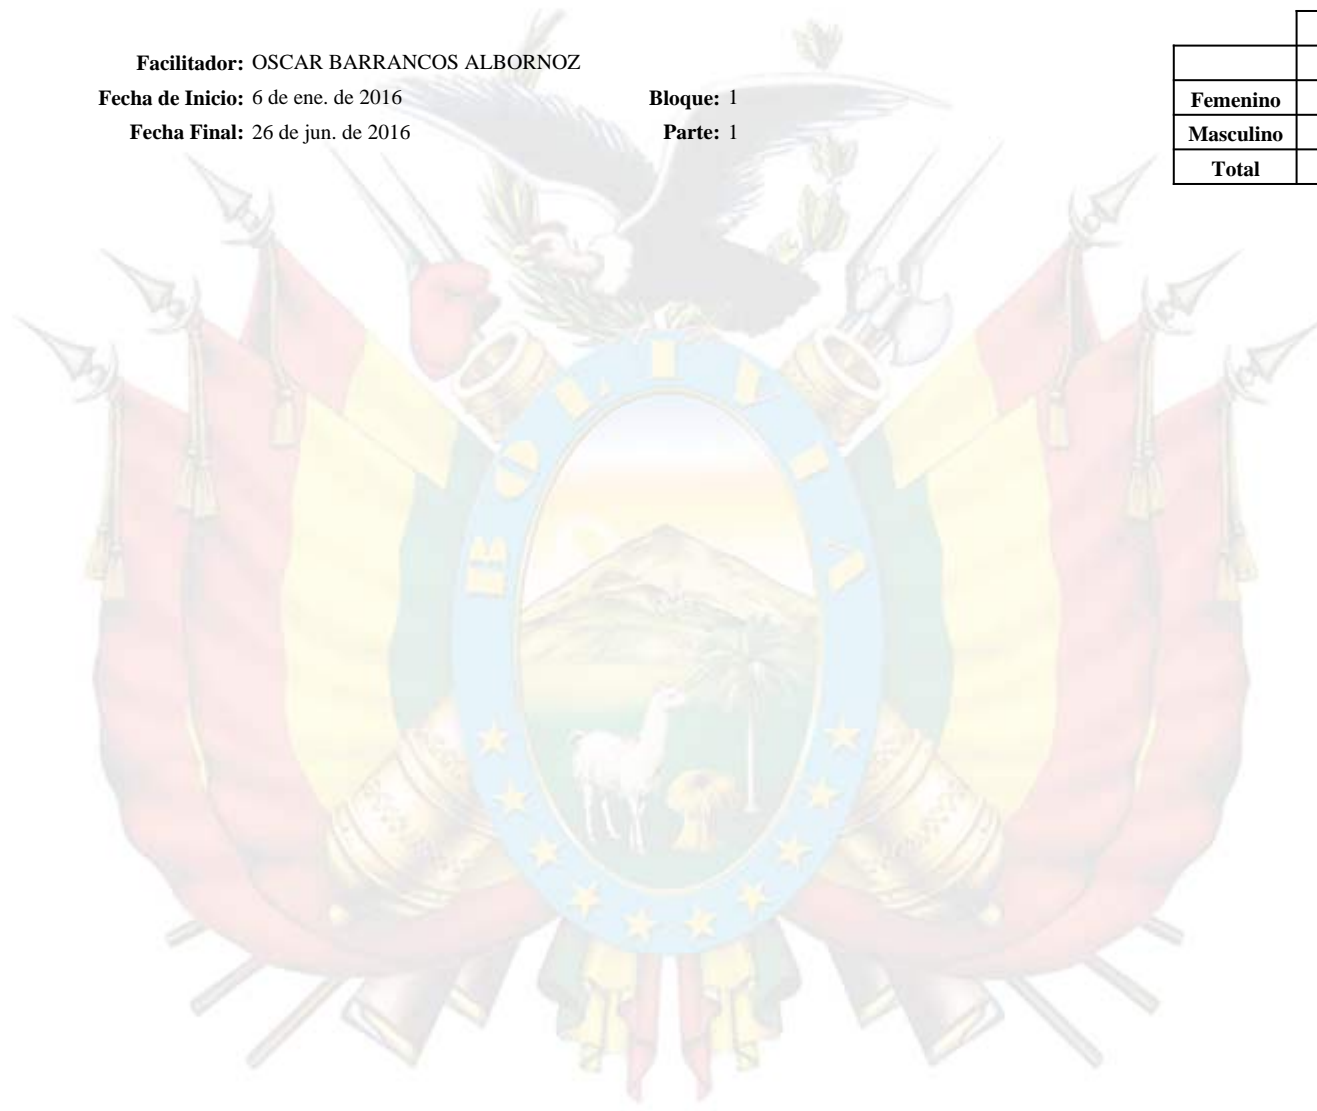 Facilitador: OSCAR BARRANCOS ALBORNOZ
Fecha de Inicio: 6 de ene. de 2016 Bloque: 1
Fecha Final: 26 de jun. de 2016 Parte: 1
Femenino
Masculino
Total
BOLIVIA